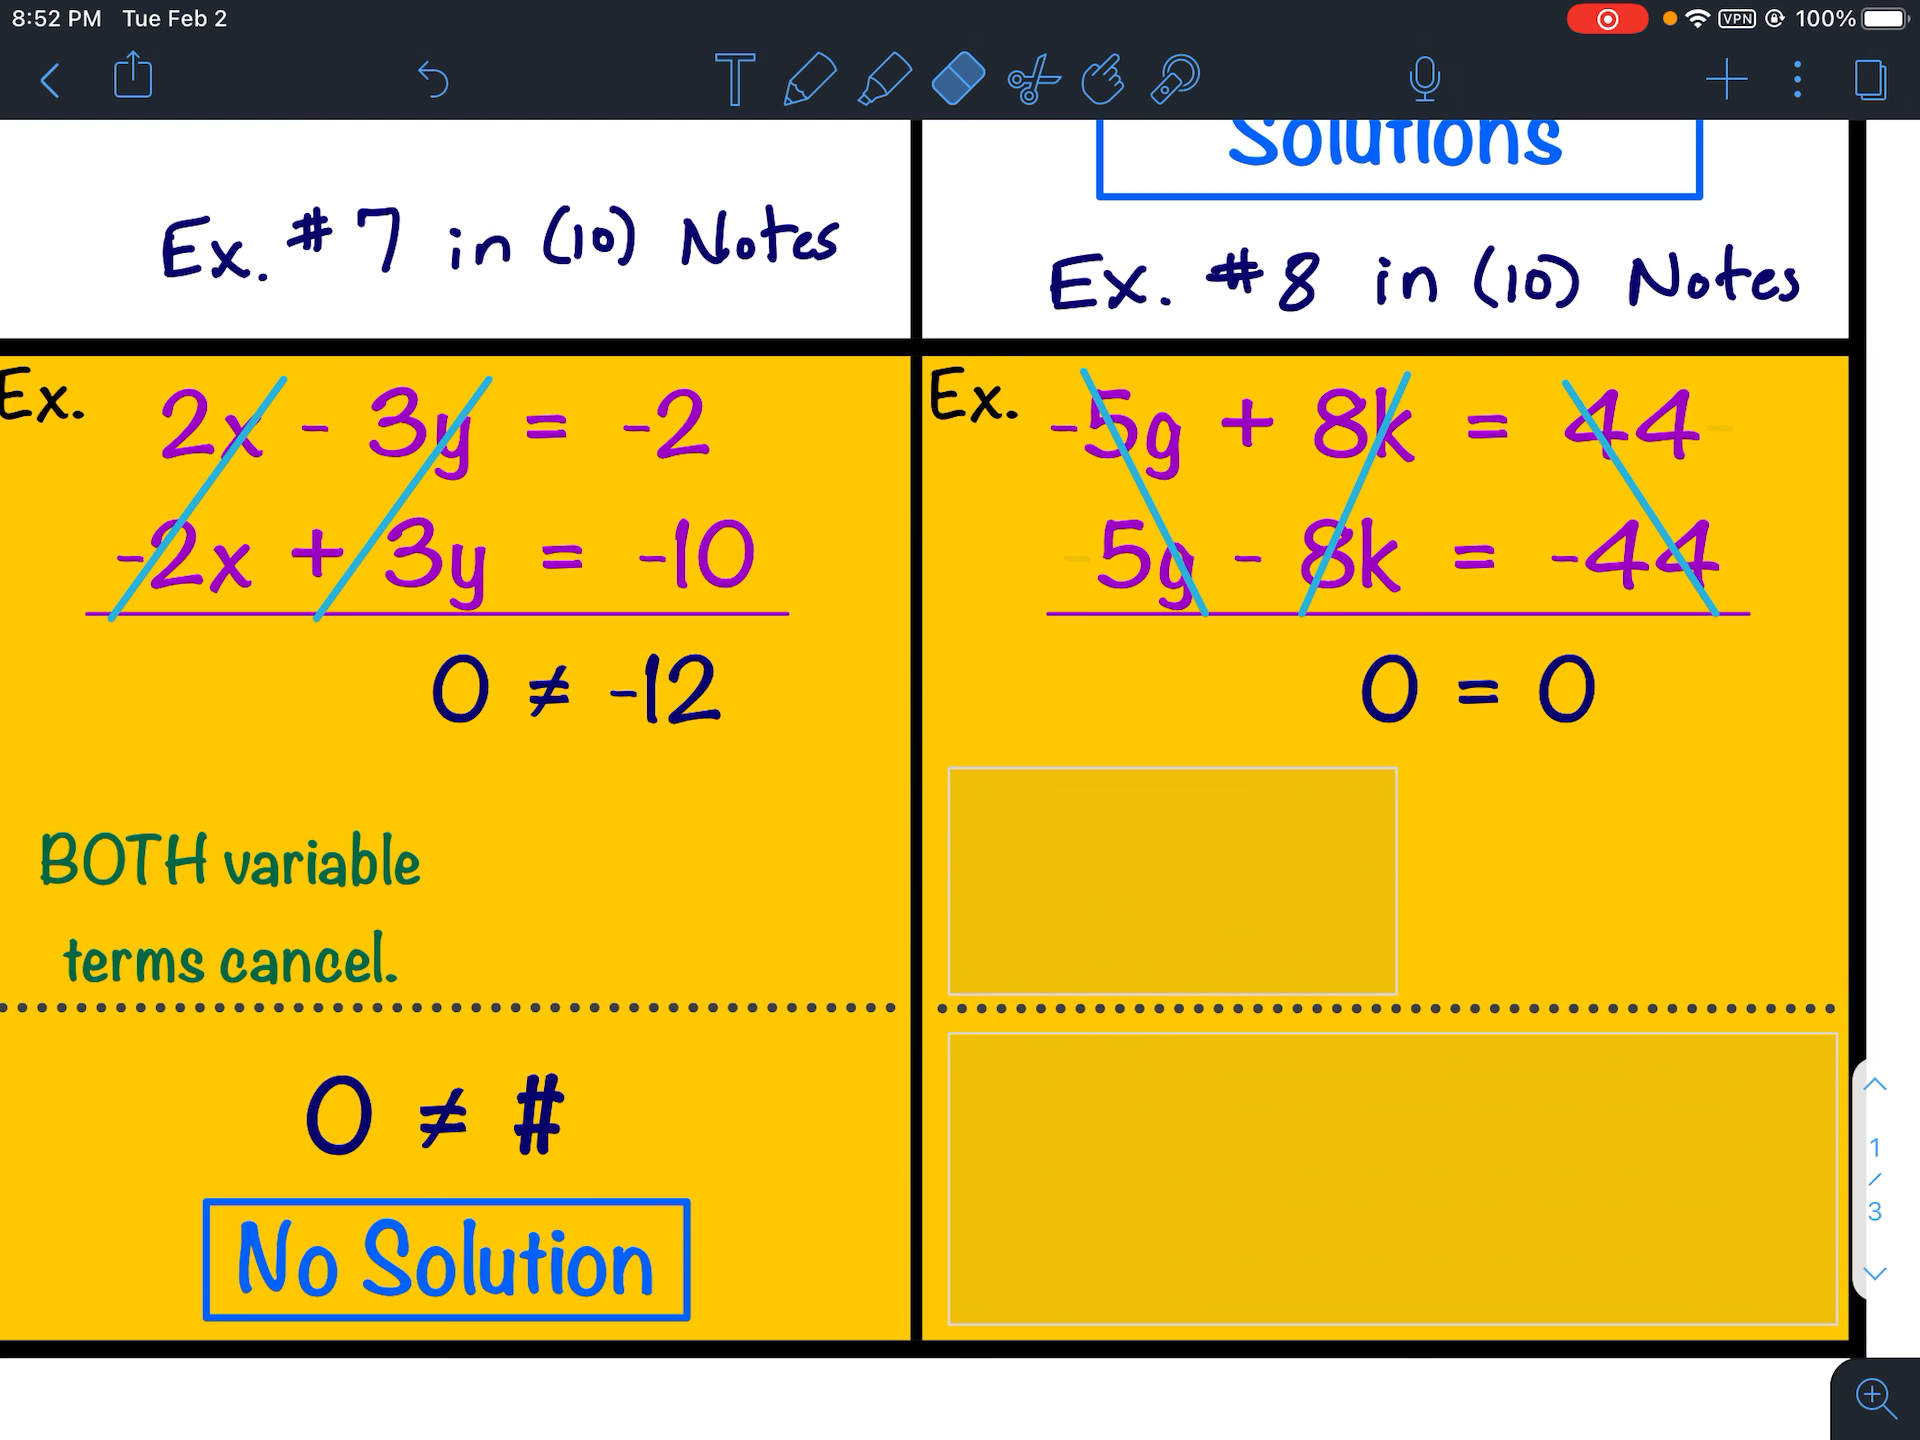 8:52 PM Tue Feb 2
VPN 100%
T
Solutions
Ex. #7 in (10) Notes
Ex. #8 in (10) Notes
Ex. 2x - 3y = -2
-2x + 3y = -10
0 ≠ -12
BOTH variable
terms cancel.
0 ≠ #
No Solution
Ex. -5g + 8k = 44
5g - 8k = -44
0 = 0
1
/
3